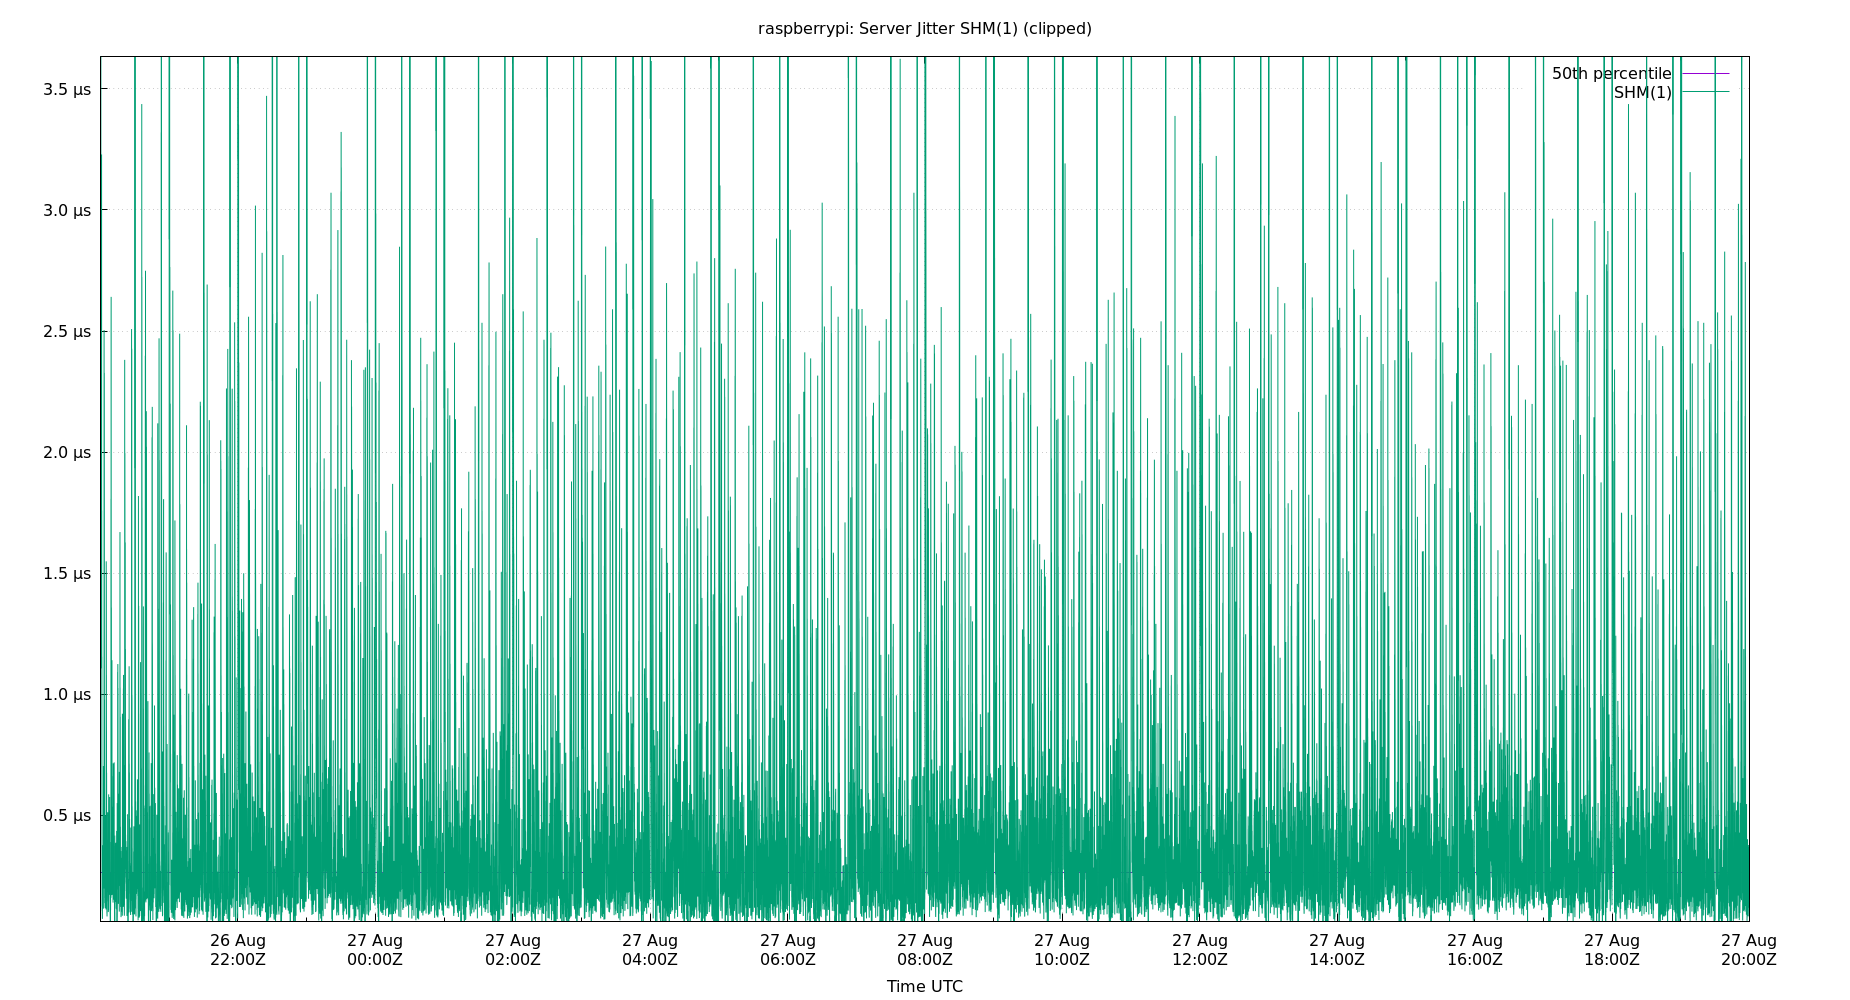 raspberrypi: Server Jitter SHM(1) (clipped)
50th percentile
SHM(1)
3.5 µs
3.0 µs
2.5 µs
2.0 µs
1.5 µs
1.0 µs
0.5 µs
26 Aug 27 Aug 27 Aug 27 Aug 27 Aug 27 Aug 27 Aug 27 Aug 27 Aug 27 Aug 27 Aug 27 Aug
22:00Z 00:00Z 02:00Z 04:00Z 06:00Z 08:00Z 10:00Z 12:00Z 14:00Z 16:00Z 18:00Z 20:00Z
Time UTC